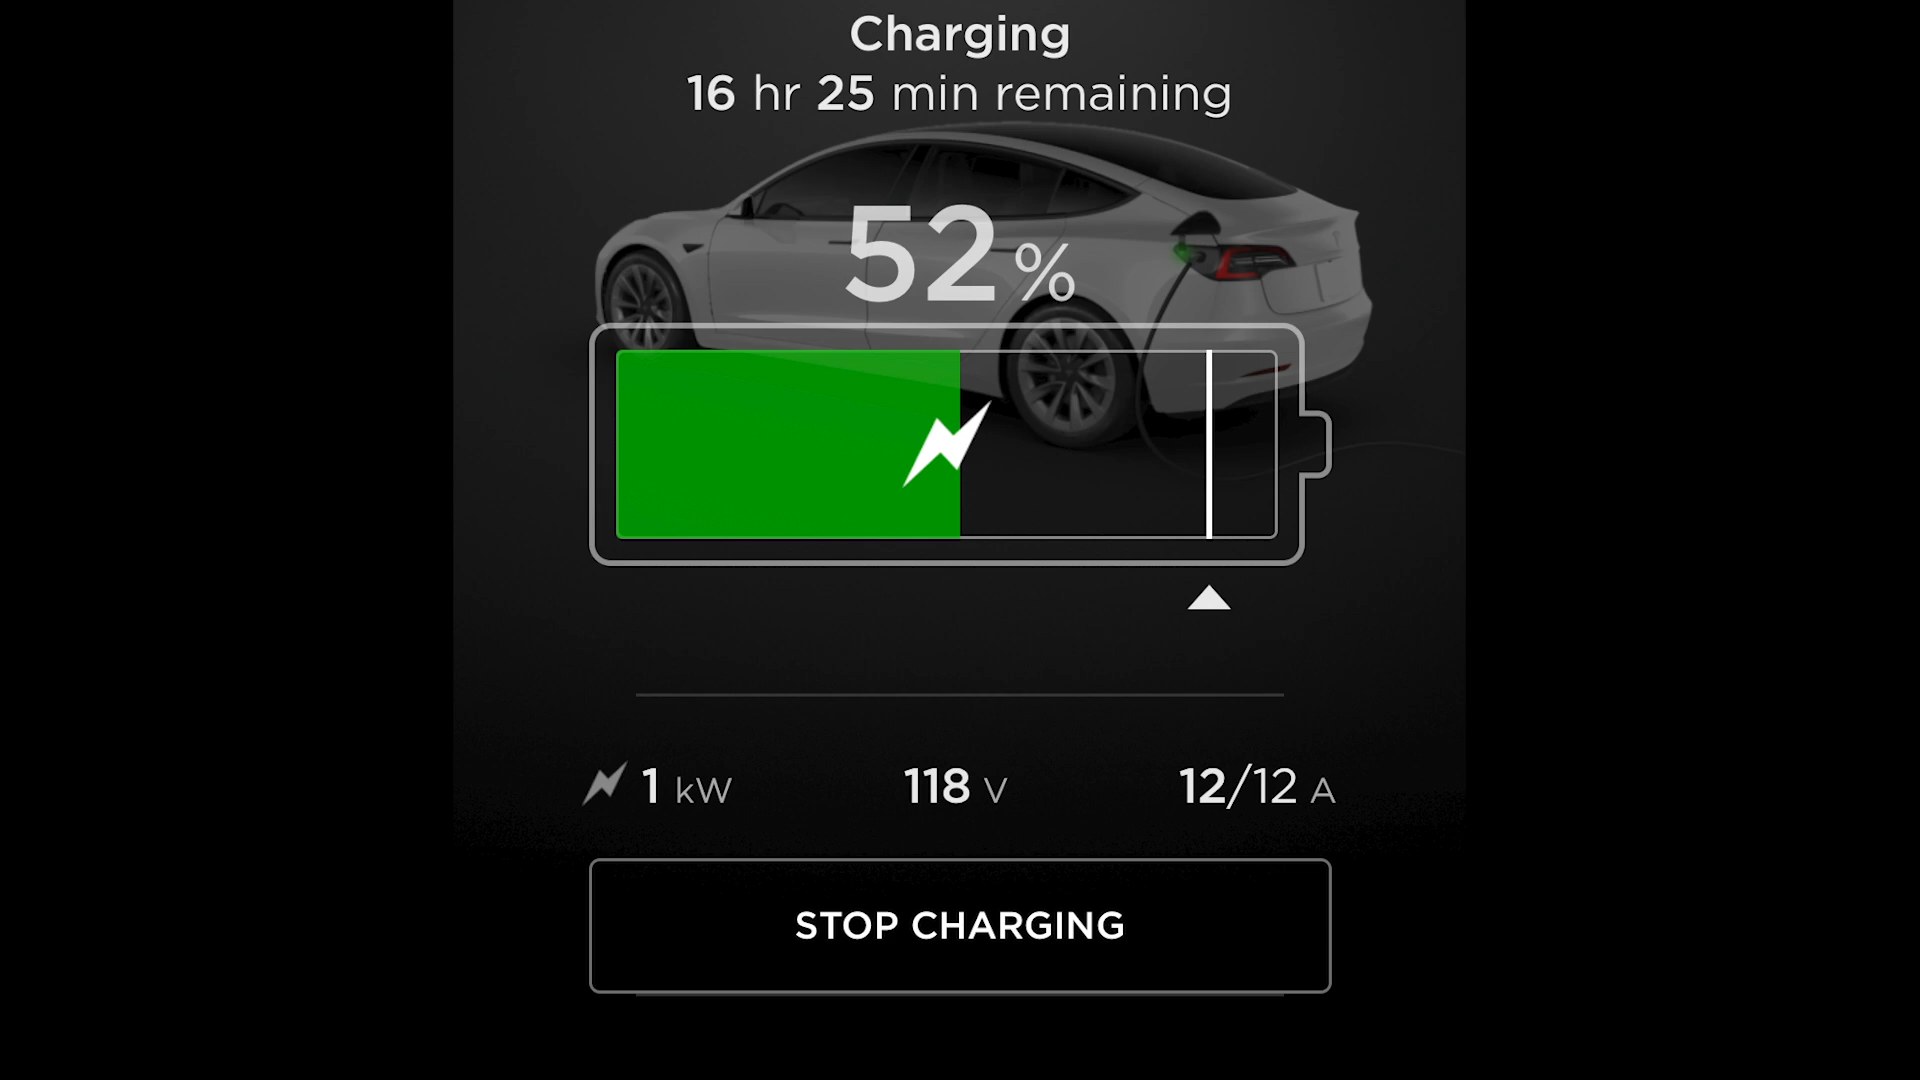 Charging
16 hr 25 min remaining
52 %
1 kW 118 V 12/12 A
STOP CHARGING